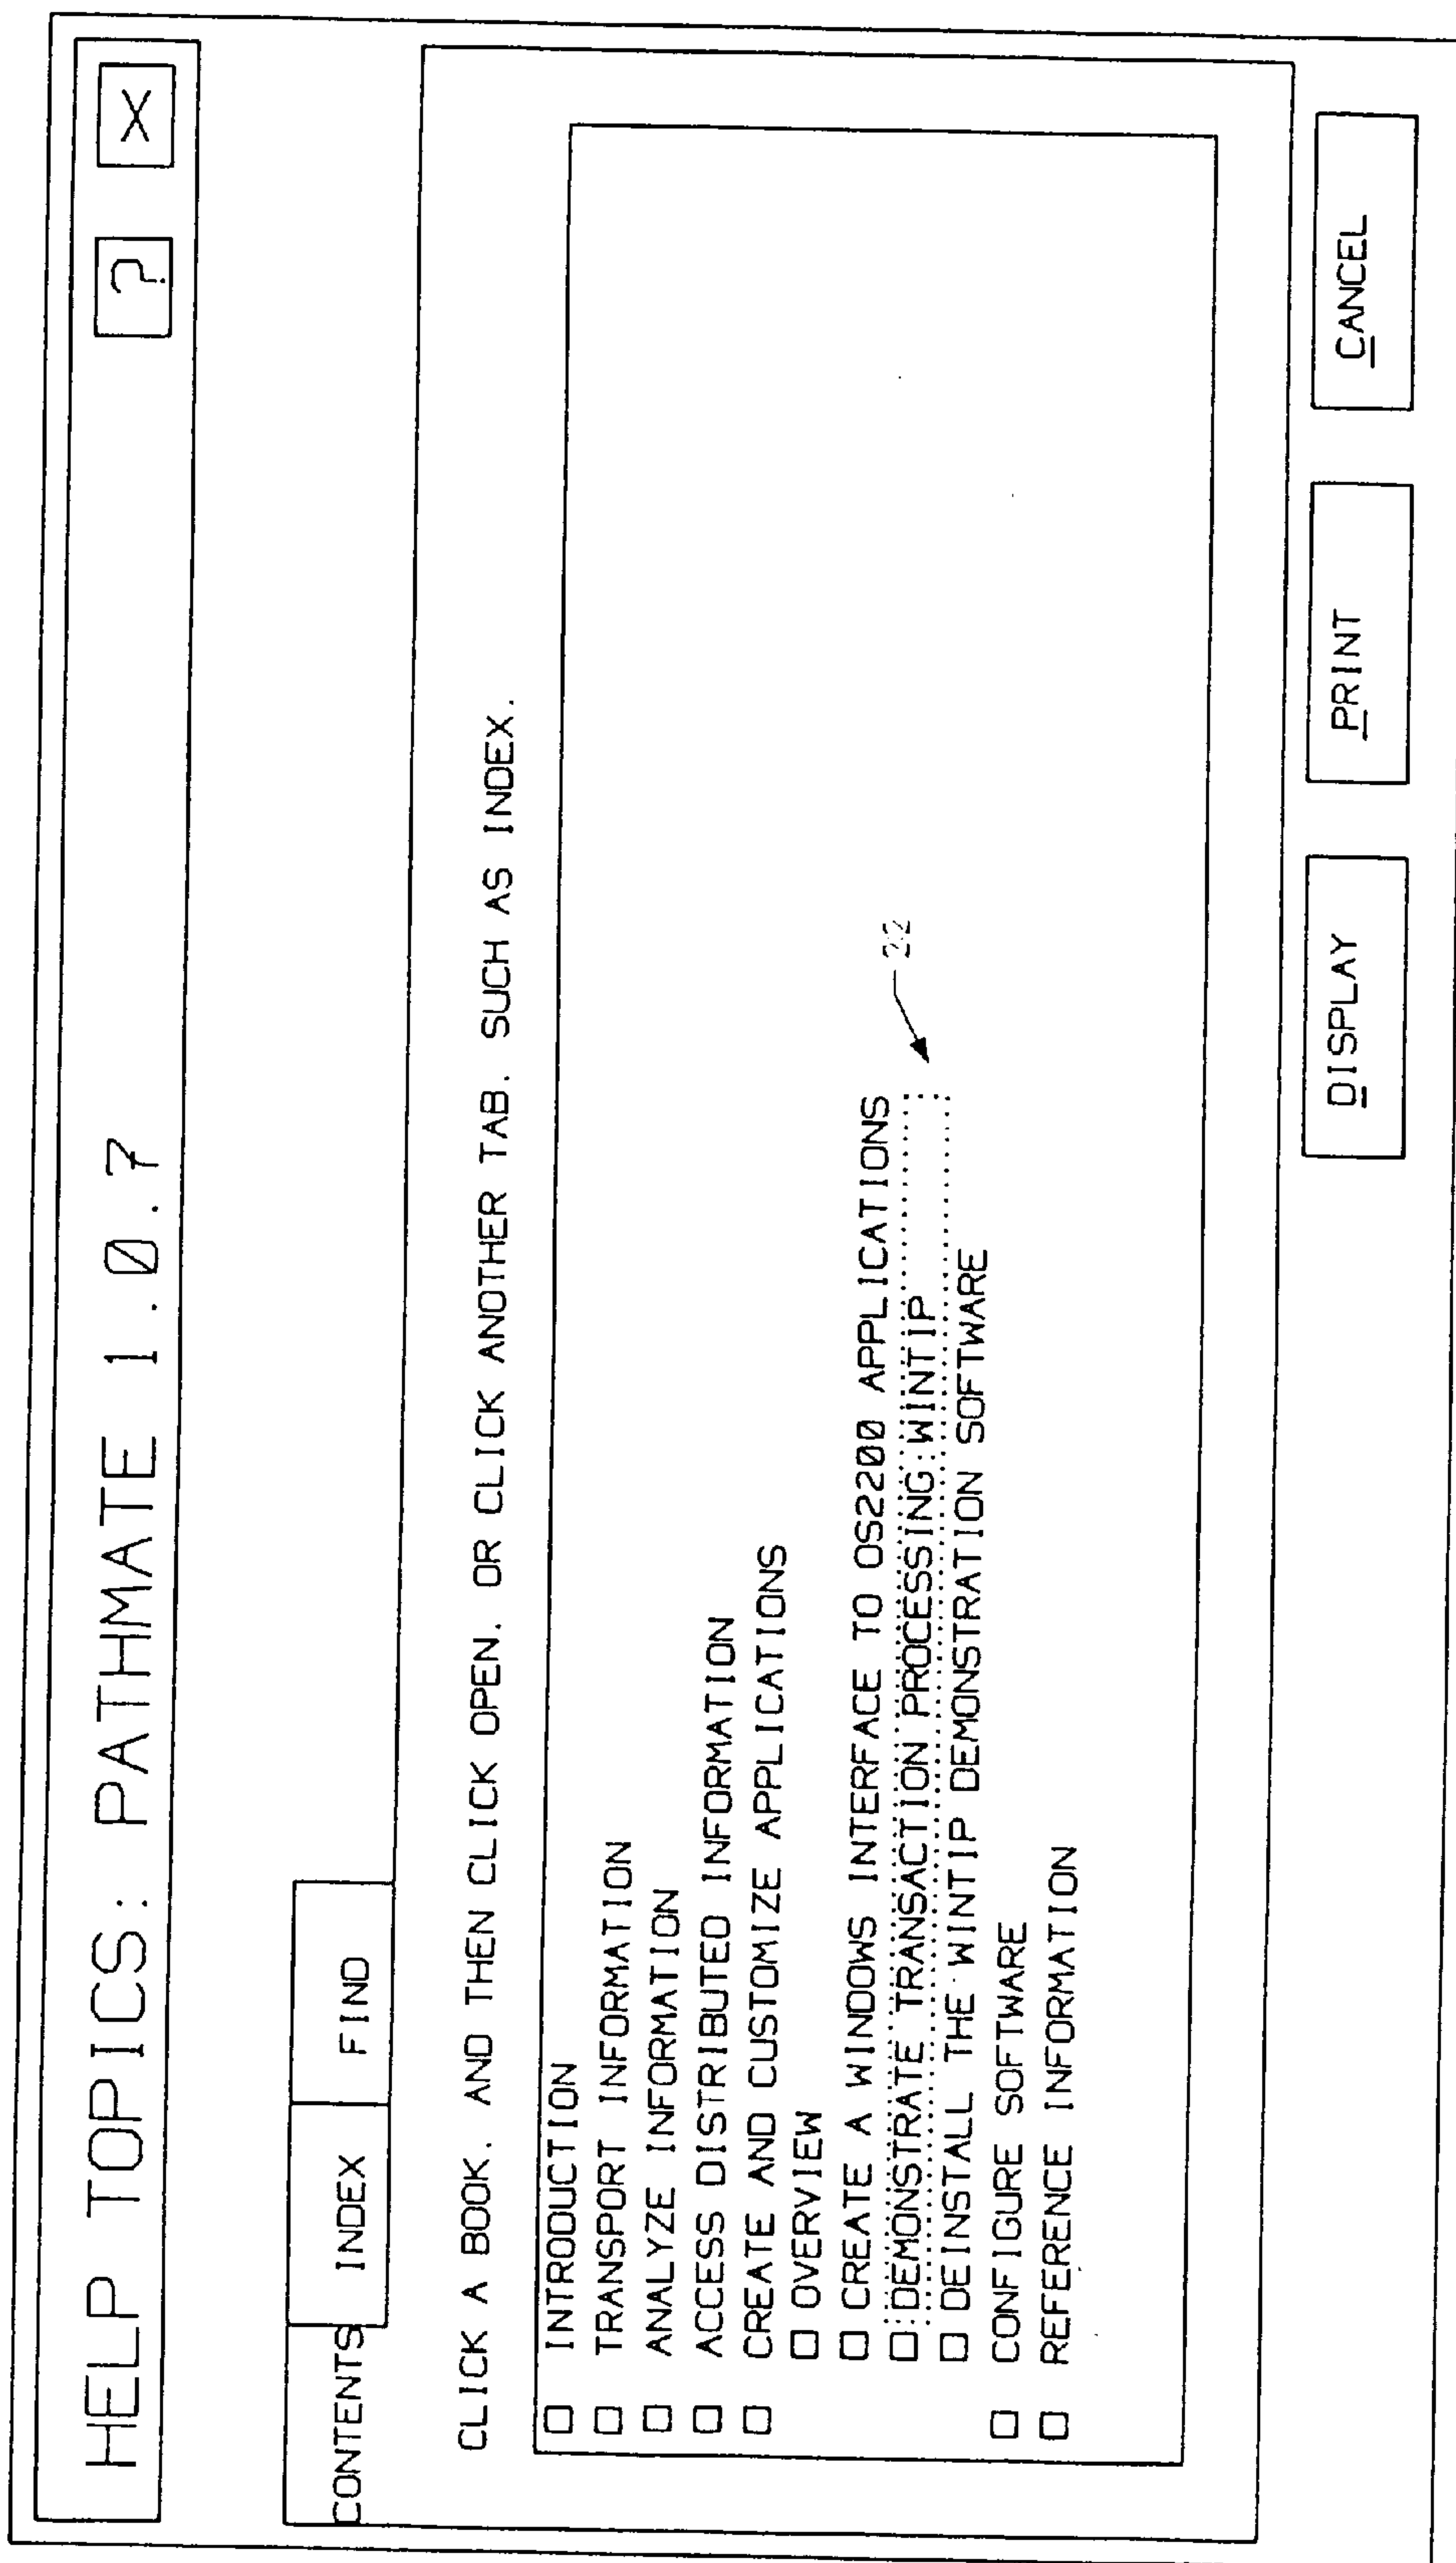 HELP TOPICS: PATHMATE 1.0.7
? X
CONTENTS INDEX FIND
CLICK A BOOK. AND THEN CLICK OPEN. OR CLICK ANOTHER TAB. SUCH AS INDEX.
INTRODUCTION
TRANSPORT INFORMATION
ANALYZE INFORMATION
ACCESS DISTRIBUTED INFORMATION
CREATE AND CUSTOMIZE APPLICATIONS
OVERVIEW
CREATE A WINDOWS INTERFACE TO OS2200 APPLICATIONS
DEMONSTRATE TRANSACTION PROCESSING:WINTIP
22
DEINSTALL THE WINTIP DEMONSTRATION SOFTWARE
CONFIGURE SOFTWARE
REFERENCE INFORMATION
DISPLAY PRINT CANCEL